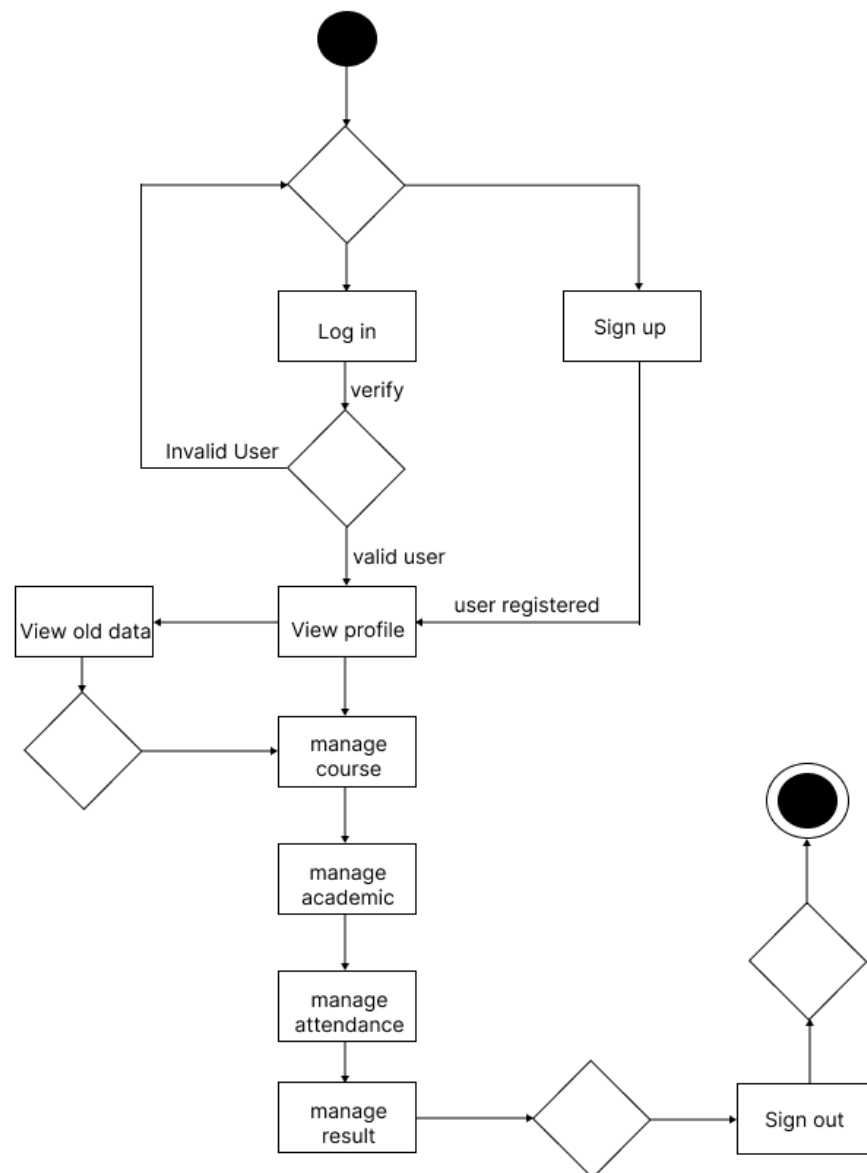 Log in
Sign up
verify
Invalid User
valid user
user registered
View old data
View profile
manage
course
manage
academic
manage
attendance
manage
result
Sign out